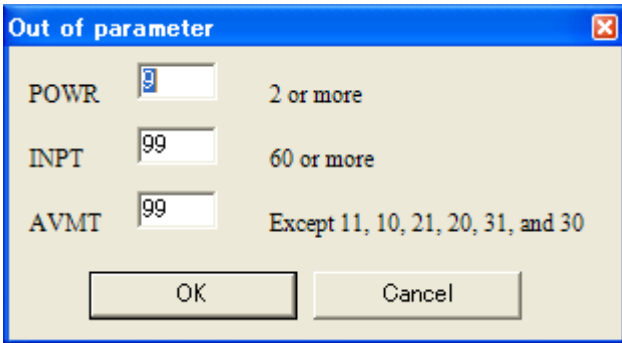 Out of parameter
POWR 9 2 or more
INPT 99 60 or more
AVMT 99 Except 11, 10, 21, 20, 31, and 30
OK Cancel